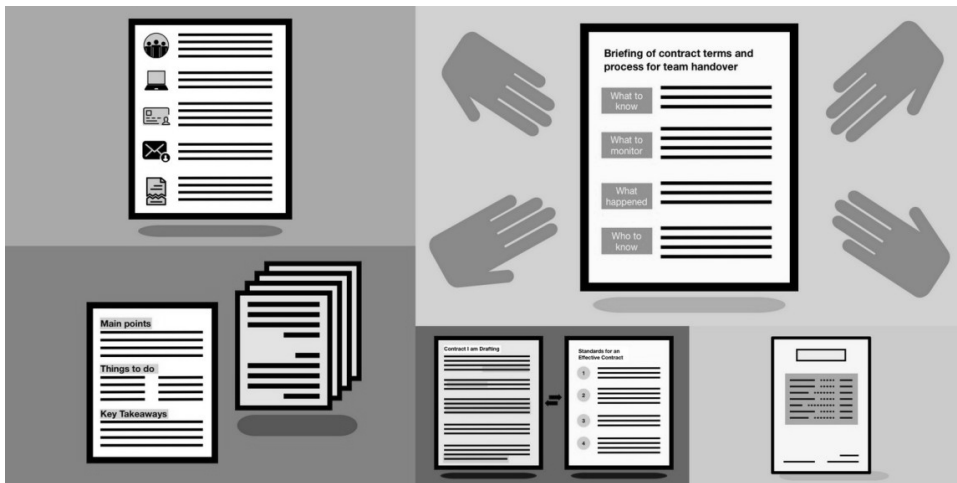 Briefing of contract terms and
process for team handover
What to
know
What to
monitor
What
happened
Who to
know
Main points
Things to do
Key Takeaways
Contract I am Drafting
Standards for an
Effective Contract
1
2
3
4